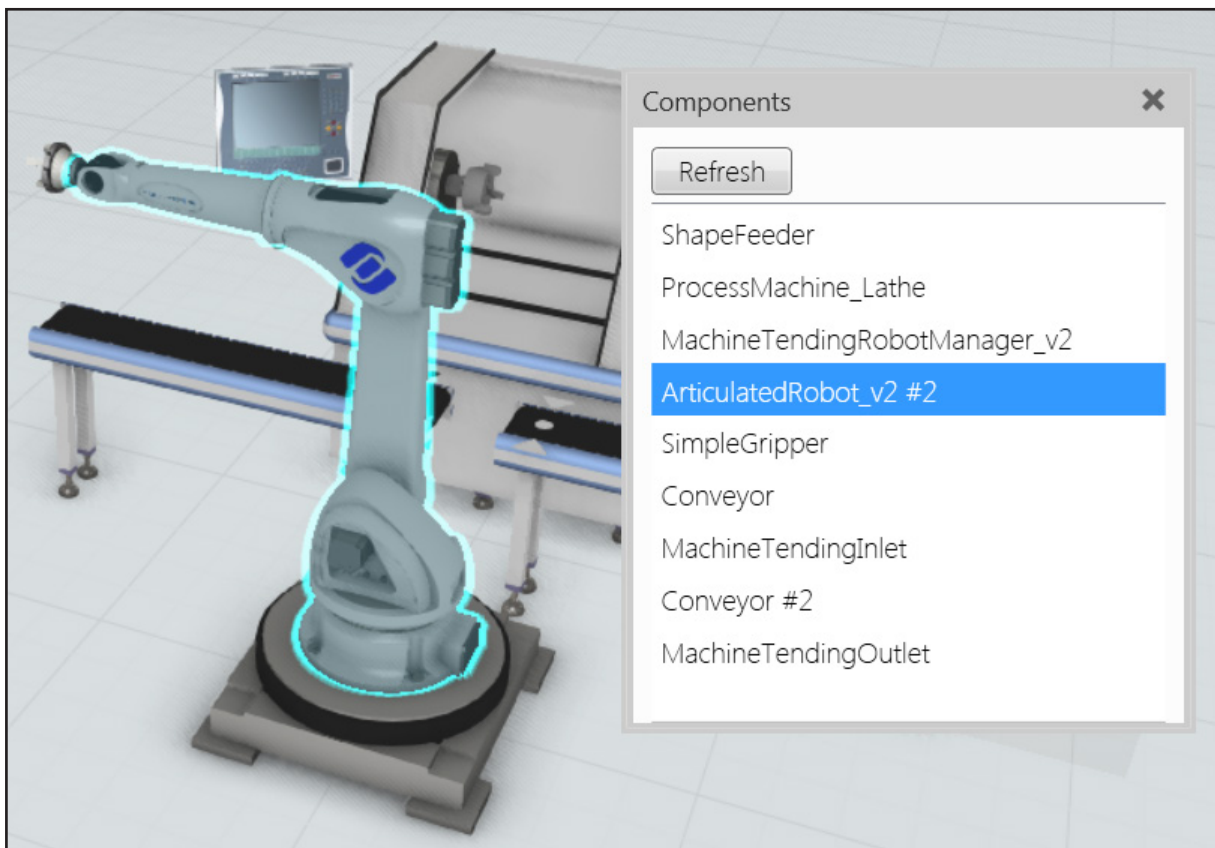 Components
Refresh
ShapeFeeder
ProcessMachine_Lathe
MachineTendingRobotManager_v2
ArticulatedRobot_v2 #2
SimpleGripper
Conveyor
MachineTendingInlet
Conveyor #2
MachineTendingOutlet